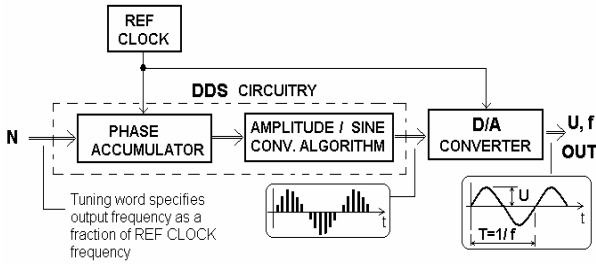 REF
CLOCK
DDS CIRCUITRY
N
PHASE
ACCUMULATOR
AMPLITUDE / SINE
CONV. ALGORITHM
D/A
CONVERTER
U, f
OUT
Tuning word specifies
output frequency as a
fraction of REF CLOCK
frequency
t
U
t
T=1/f